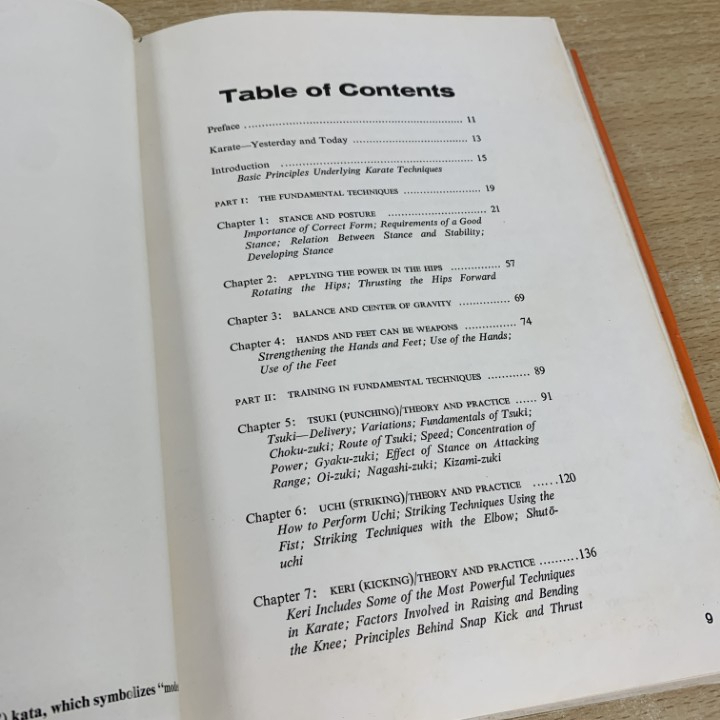 Table of Contents
Preface ........ 11
Karate—Yesterday and Today ........ 13
Introduction ........ 15
Basic Principles Underlying Karate Techniques
PART I: THE FUNDAMENTAL TECHNIQUES ........ 19
Chapter 1: STANCE AND POSTURE ........ 21
Importance of Correct Form; Requirements of a Good
Stance; Relation Between Stance and Stability;
Developing Stance
Chapter 2: APPLYING THE POWER IN THE HIPS ........ 57
Rotating the Hips; Thrusting the Hips Forward
Chapter 3: BALANCE AND CENTER OF GRAVITY ........ 69
Chapter 4: HANDS AND FEET CAN BE WEAPONS ........ 74
Strengthening the Hands and Feet; Use of the Hands;
Use of the Feet
PART II: TRAINING IN FUNDAMENTAL TECHNIQUES ........ 89
Chapter 5: TSUKI (PUNCHING)/THEORY AND PRACTICE ...... 91
Tsuki—Delivery; Variations; Fundamentals of Tsuki;
Choku-zuki; Route of Tsuki; Speed; Concentration of
Power; Gyaku-zuki; Effect of Stance on Attacking
Range; Oi-zuki; Nagashi-zuki; Kizami-zuki
Chapter 6: UCHI (STRIKING)/THEORY AND PRACTICE ......120
How to Perform Uchi; Striking Techniques Using the
Fist; Striking Techniques with the Elbow; Shutō-
uchi
Chapter 7: KERI (KICKING)/THEORY AND PRACTICE ..........136
Keri Includes Some of the Most Powerful Techniques
in Karate; Factors Involved in Raising and Bending
the Knee; Principles Behind Snap Kick and Thrust
9
) kata, which symbolizes "